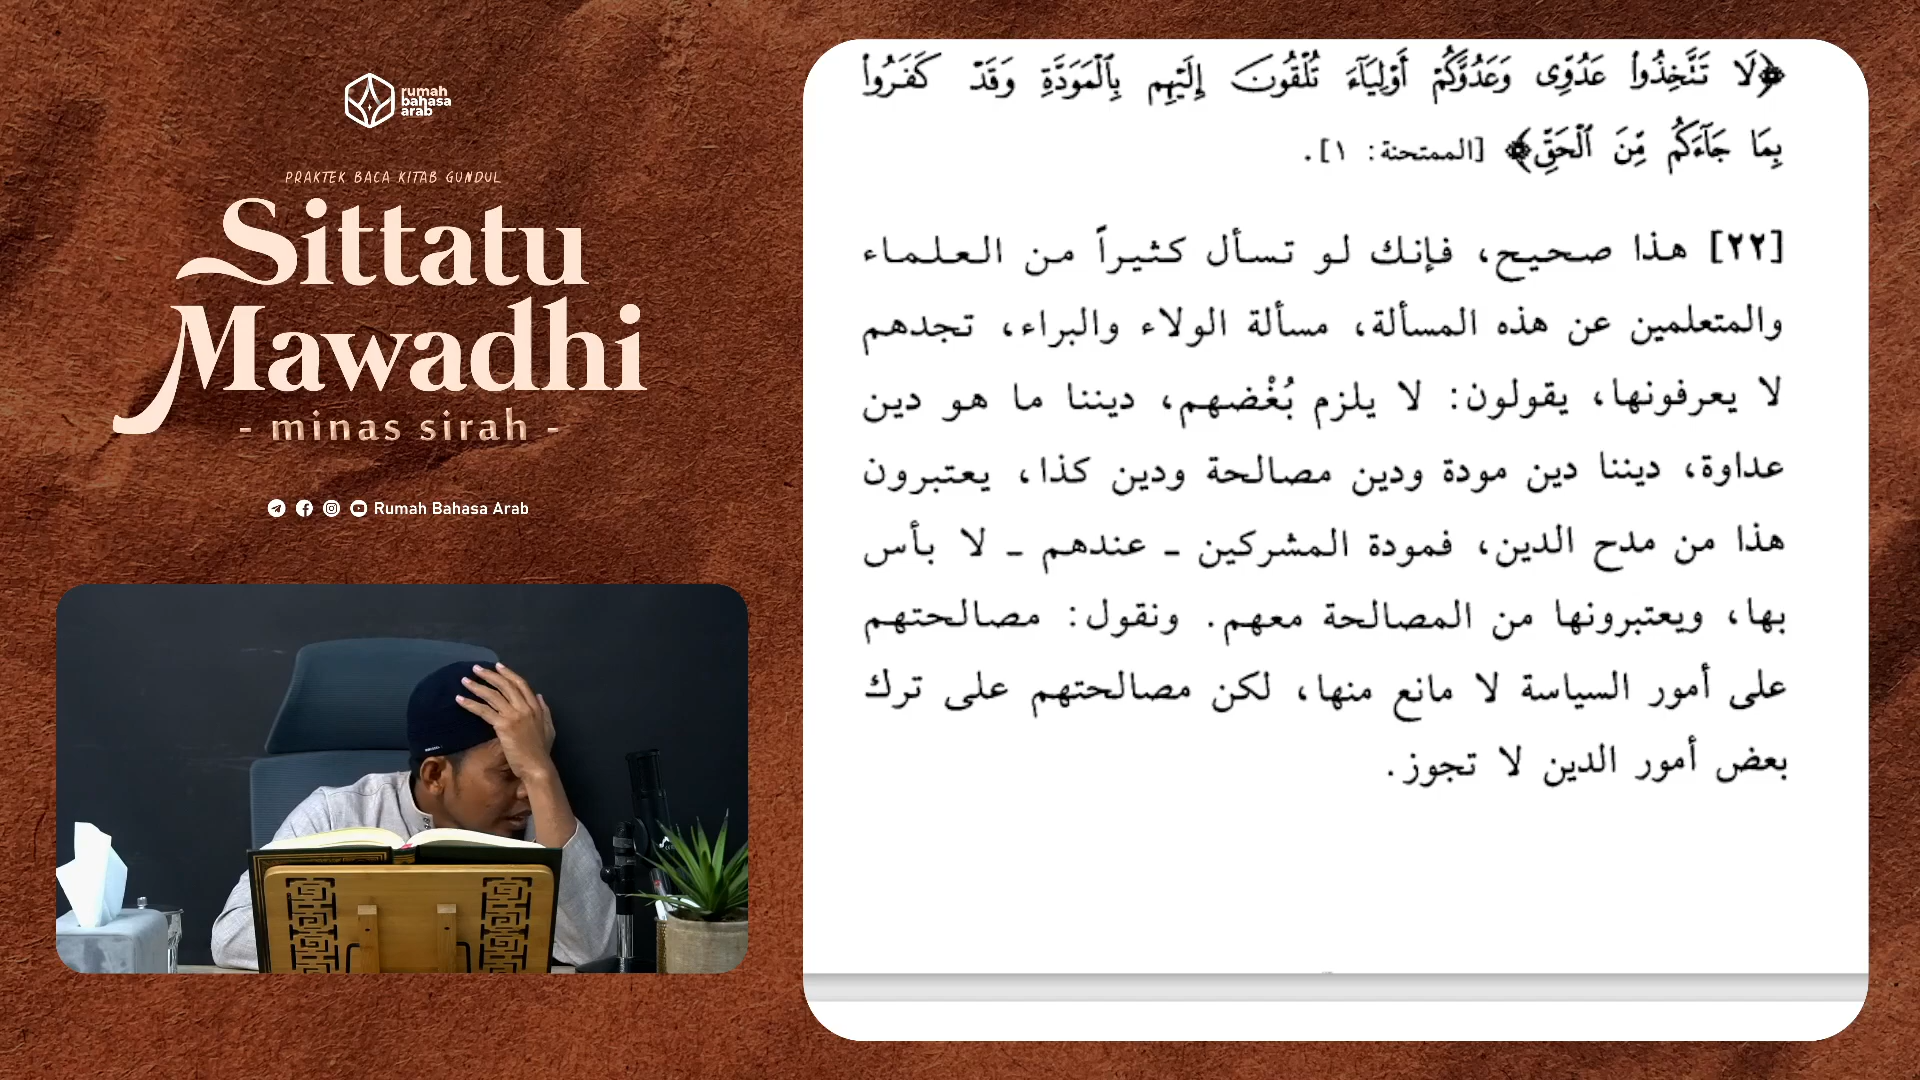 rumah
bahasa
arab
PRAKTEK BACA KITAB GUNDUL
Sittatu
Mawadhi
- minas sirah -
Rumah Bahasa Arab
﴿لَا تَتَّخِذُوا۟ عَدُوِّى وَعَدُوَّكُمْ أَوْلِيَآءَ تُلْقُونَ إِلَيْهِم بِٱلْمَوَدَّةِ وَقَدْ كَفَرُوا۟
بِمَا جَآءَكُم مِّنَ ٱلْحَقِّ﴾ [الممتحنة: ١].
[٢٢] هذا صحيح، فإنك لو تسأل كثيراً من العلماء
والمتعلمين عن هذه المسألة، مسألة الولاء والبراء، تجدهم
لا يعرفونها، يقولون: لا يلزم بُغْضهم، ديننا ما هو دين
عداوة، ديننا دين مودة ودين مصالحة ودين كذا، يعتبرون
هذا من مدح الدين، فمودة المشركين ـ عندهم ـ لا بأس
بها، ويعتبرونها من المصالحة معهم. ونقول: مصالحتهم
على أمور السياسة لا مانع منها، لكن مصالحتهم على ترك
بعض أمور الدين لا تجوز.